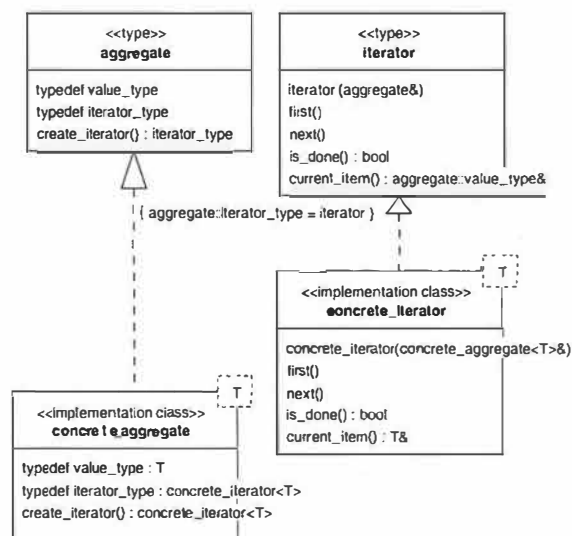 <<type>>
aggregate
typedef value_type
typedef iterator_type
create_iterator() : iterator_type
<<type>>
iterator
iterator (aggregate&)
first()
next()
is_done() : bool
current_item() : aggregate::value_type&
{ aggregate::iterator_type = iterator }
T
<<implementation class>>
concrete_iterator
concrete_iterator(concrete_aggregate<T>&)
first()
next()
is_done() : bool
current_item() : T&
T
<<implementation class>>
concrete_aggregate
typedef value_type : T
typedef iterator_type : concrete_iterator<T>
create_iterator() : concrete_iterator<T>